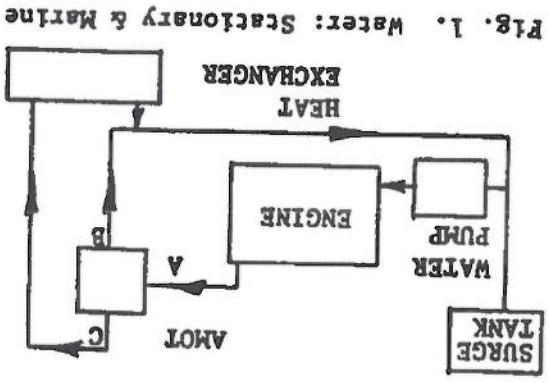 SURGE
TANK
AMOT
C
WATER
PUMP
A
ENGINE
B
HEAT
EXCHANGER
Fig. 1. Water: Stationary & Marine